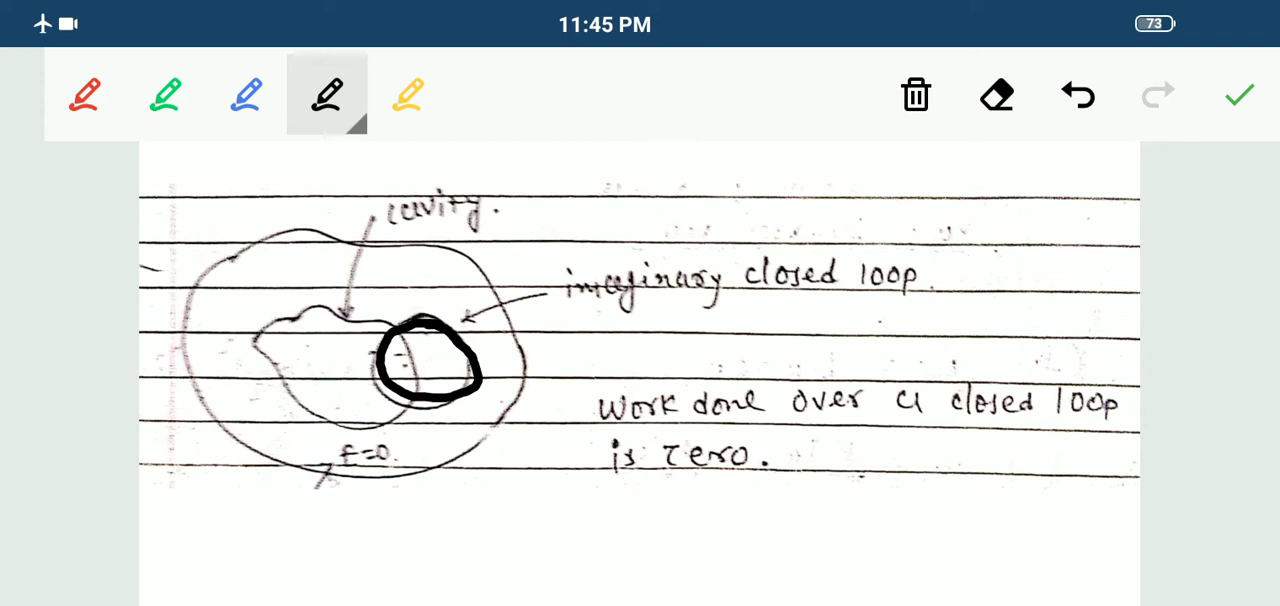 11:45 PM
73
cavity.
imaginary closed loop.
Work done over a closed loop
is zero.
E=0.